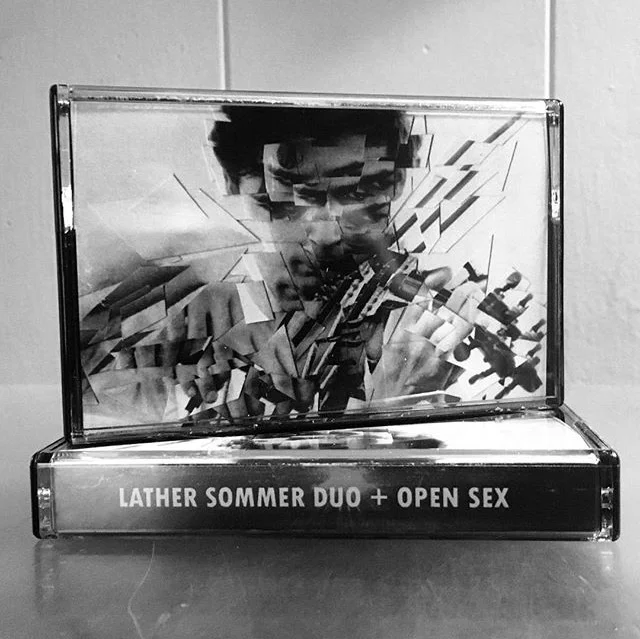 LATHER SOMMER DUO + OPEN SEX